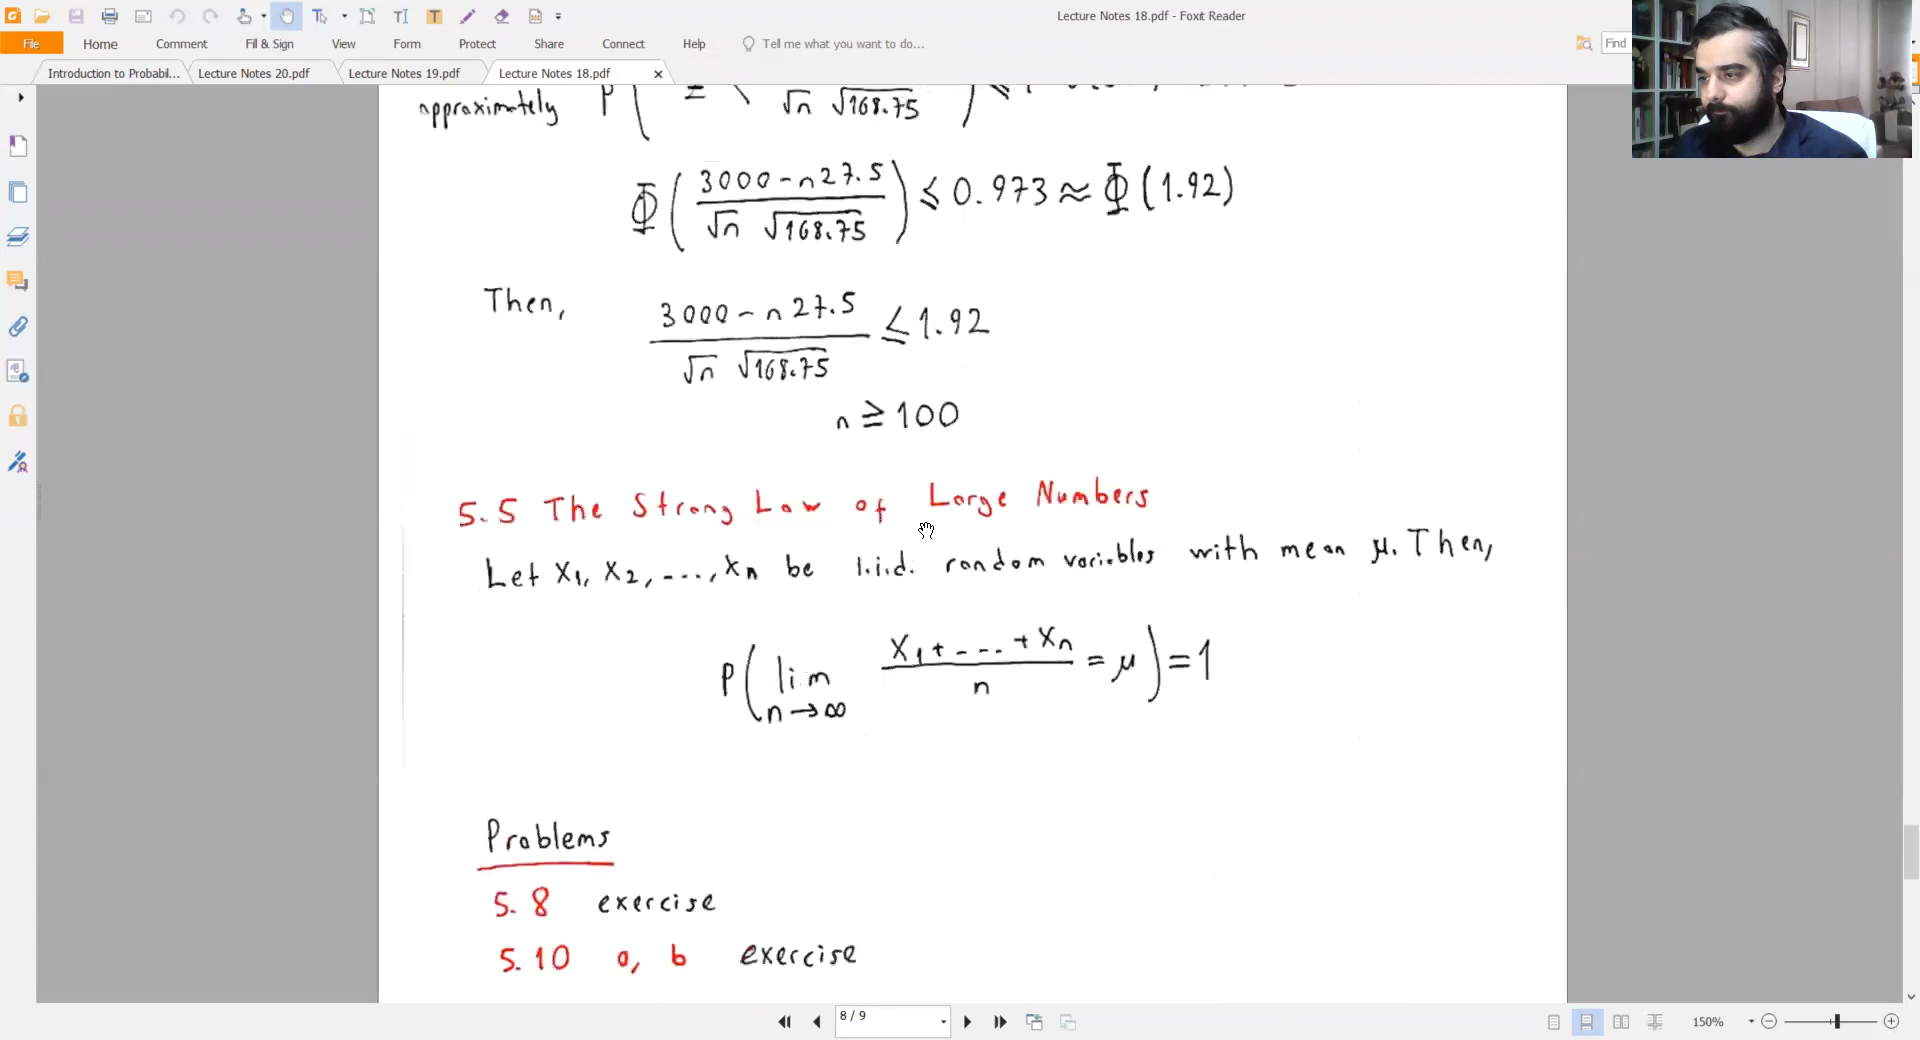 Lecture Notes 18.pdf - Foxit Reader
File Home Comment Fill & Sign View Form Protect Share Connect Help Tell me what you want to do... Find
Introduction to Probabil... Lecture Notes 20.pdf Lecture Notes 19.pdf Lecture Notes 18.pdf
approximately P( √n √168.75 )
Φ( (3000 - n27.5) / (√n √168.75) ) ≤ 0.973 ≈ Φ(1.92)
Then, (3000 - n27.5) / (√n √168.75) ≤ 1.92
n ≥ 100
5.5 The Strong Law of Large Numbers
Let X1, X2, ...., Xn be i.i.d. random variables with mean μ. Then,
P( lim n→∞ (X1 + .... + Xn) / n = μ ) = 1
Problems
5.8 exercise
5.10 a, b exercise
8 / 9
150%